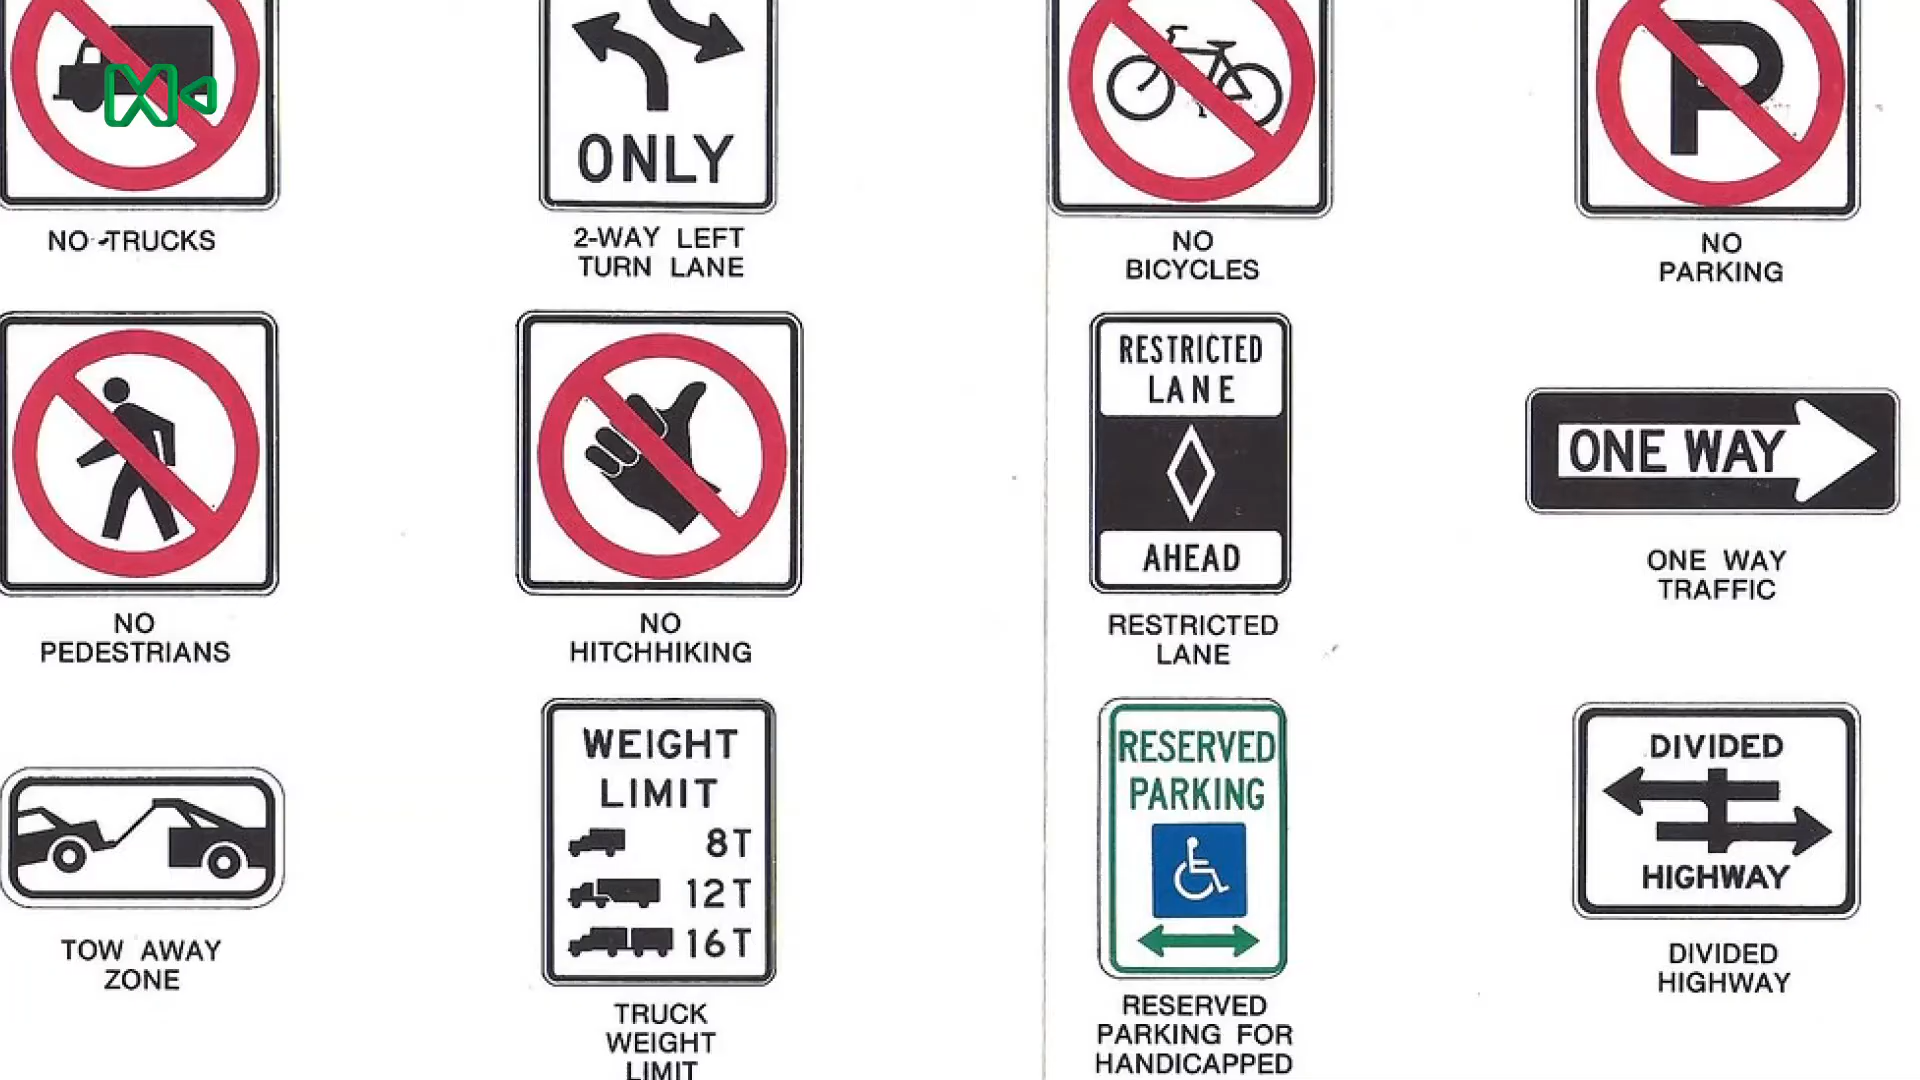 ONLY
P
NO TRUCKS
2-WAY LEFT
TURN LANE
NO
BICYCLES
NO
PARKING
RESTRICTED
LANE
AHEAD
ONE WAY
NO
PEDESTRIANS
NO
HITCHHIKING
RESTRICTED
LANE
ONE WAY
TRAFFIC
WEIGHT
LIMIT
8T
12T
16T
RESERVED
PARKING
DIVIDED
HIGHWAY
TOW AWAY
ZONE
TRUCK
WEIGHT
LIMIT
RESERVED
PARKING FOR
HANDICAPPED
DIVIDED
HIGHWAY